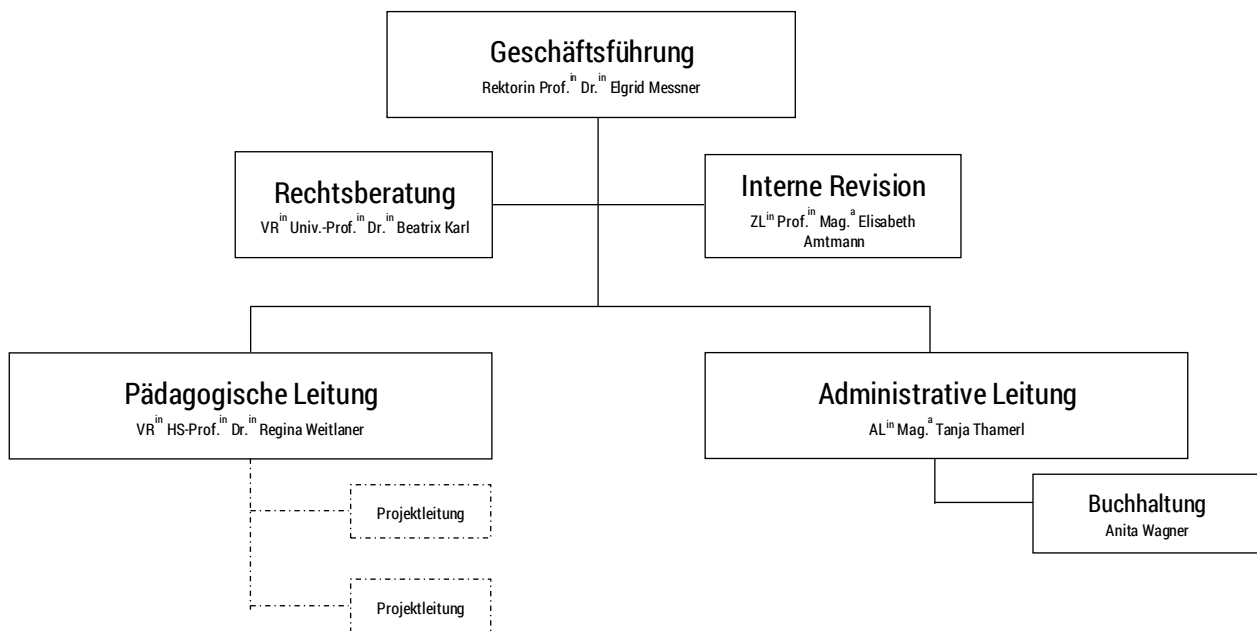 Geschäftsführung
Rektorin Prof.in Dr.in Elgrid Messner
Rechtsberatung
VRin Univ.-Prof.in Dr.in Beatrix Karl
Interne Revision
ZLin Prof.in Mag.a Elisabeth
Amtmann
Pädagogische Leitung
VRin HS-Prof.in Dr.in Regina Weitlaner
Administrative Leitung
ALin Mag.a Tanja Thamerl
Projektleitung
Buchhaltung
Anita Wagner
Projektleitung